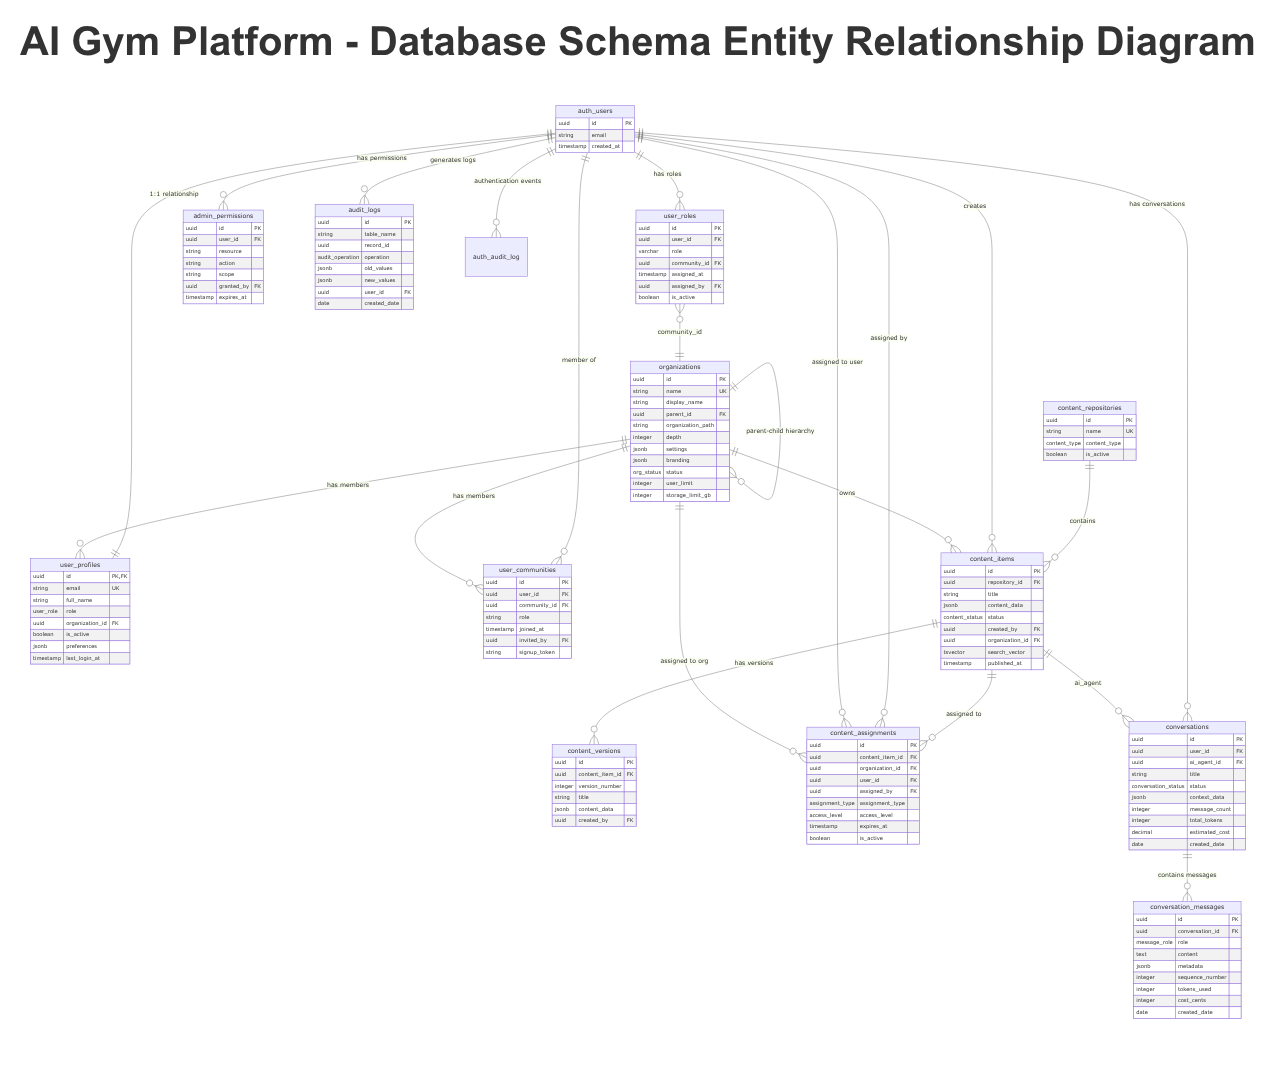 AI Gym Platform - Database Schema Entity Relationship Diagram
auth_users
uuid id PK
string email
timestamp created_at
has permissions
generates logs
authentication events
has roles
1:1 relationship
creates
has conversations
admin_permissions
uuid id PK
uuid user_id FK
string resource
string action
string scope
uuid granted_by FK
timestamp expires_at
audit_logs
uuid id PK
string table_name
uuid record_id
audit_operation operation
jsonb old_values
jsonb new_values
uuid user_id FK
date created_date
auth_audit_log
user_roles
uuid id PK
uuid user_id FK
varchar role
uuid community_id FK
timestamp assigned_at
uuid assigned_by FK
boolean is_active
community_id
member of
assigned to user
assigned by
organizations
uuid id PK
string name UK
string display_name
uuid parent_id FK
string organization_path
integer depth
jsonb settings
jsonb branding
org_status status
integer user_limit
integer storage_limit_gb
parent-child hierarchy
content_repositories
uuid id PK
string name UK
content_type content_type
boolean is_active
has members
has members
owns
contains
user_profiles
uuid id PK,FK
string email UK
string full_name
user_role role
uuid organization_id FK
boolean is_active
jsonb preferences
timestamp last_login_at
user_communities
uuid id PK
uuid user_id FK
uuid community_id FK
string role
timestamp joined_at
uuid invited_by FK
string signup_token
content_items
uuid id PK
uuid repository_id FK
string title
jsonb content_data
content_status status
uuid created_by FK
uuid organization_id FK
tsvector search_vector
timestamp published_at
assigned to org
has versions
assigned to
ai_agent
content_versions
uuid id PK
uuid content_item_id FK
integer version_number
string title
jsonb content_data
uuid created_by FK
content_assignments
uuid id PK
uuid content_item_id FK
uuid organization_id FK
uuid user_id FK
uuid assigned_by FK
assignment_type assignment_type
access_level access_level
timestamp expires_at
boolean is_active
conversations
uuid id PK
uuid user_id FK
uuid ai_agent_id FK
string title
conversation_status status
jsonb context_data
integer message_count
integer total_tokens
decimal estimated_cost
date created_date
contains messages
conversation_messages
uuid id PK
uuid conversation_id FK
message_role role
text content
jsonb metadata
integer sequence_number
integer tokens_used
integer cost_cents
date created_date